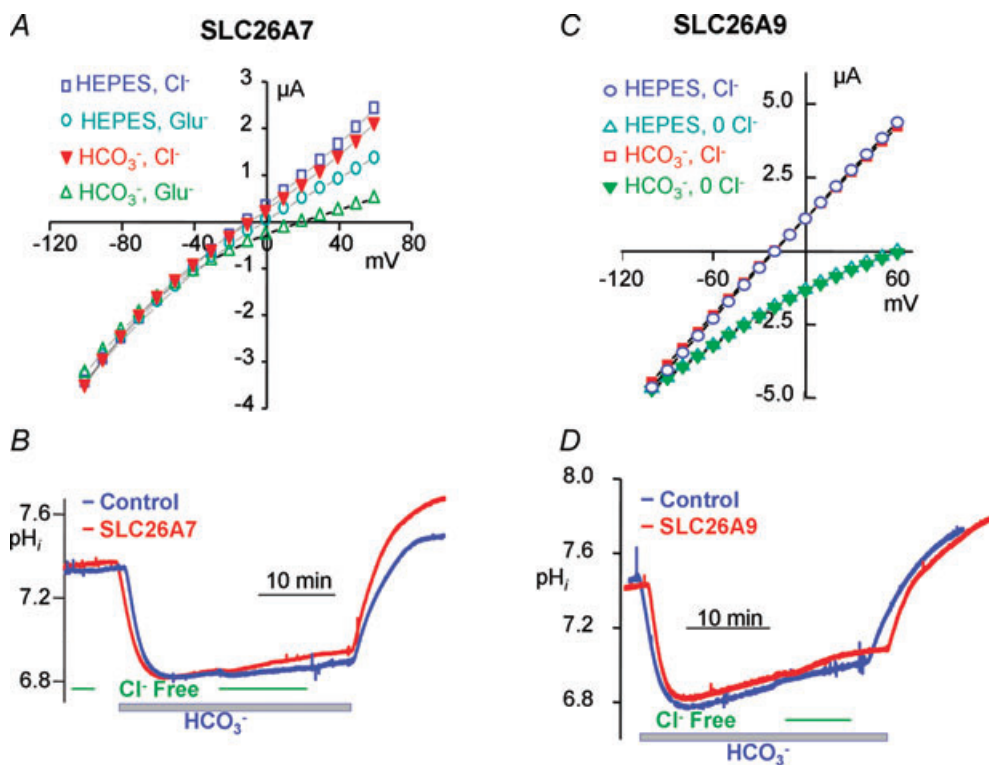 A
SLC26A7
HEPES, Cl-
HEPES, Glu-
HCO3-, Cl-
HCO3-, Glu-
3
µA
2
1
-120
-80
-40
0
40
80
mV
-1
-2
-3
-4
C
SLC26A9
HEPES, Cl-
HEPES, 0 Cl-
HCO3-, Cl-
HCO3-, 0 Cl-
µA
5.0
2.5
-120
-60
0
60
mV
-2.5
-5.0
B
7.6
pHi
7.2
6.8
Control
SLC26A7
10 min
Cl- Free
HCO3-
D
8.0
7.6
pHi
7.2
6.8
Control
SLC26A9
10 min
Cl- Free
HCO3-